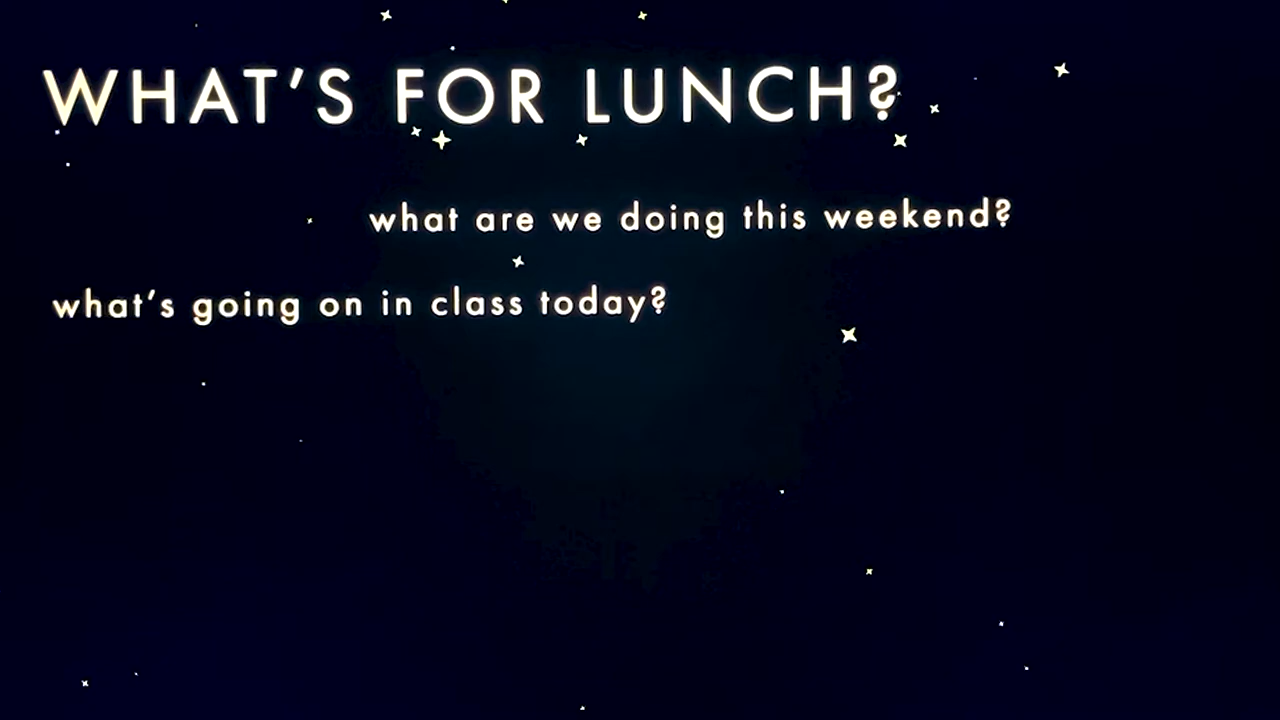 WHAT'S FOR LUNCH?
what are we doing this weekend?
what's going on in class today?